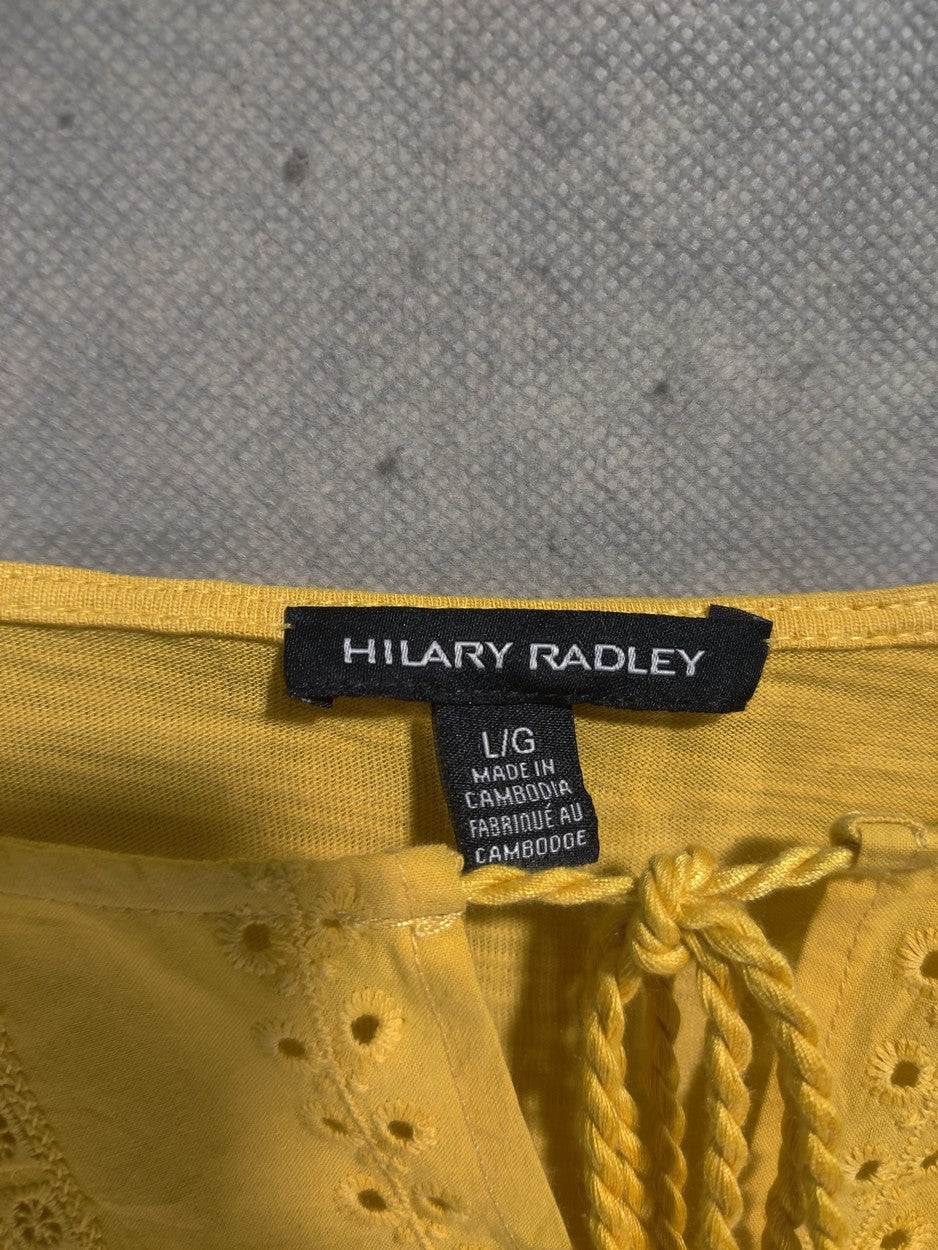 HILARY RADLEY
L/G
MADE IN
CAMBODIA
FABRIQUÉ AU
CAMBODGE